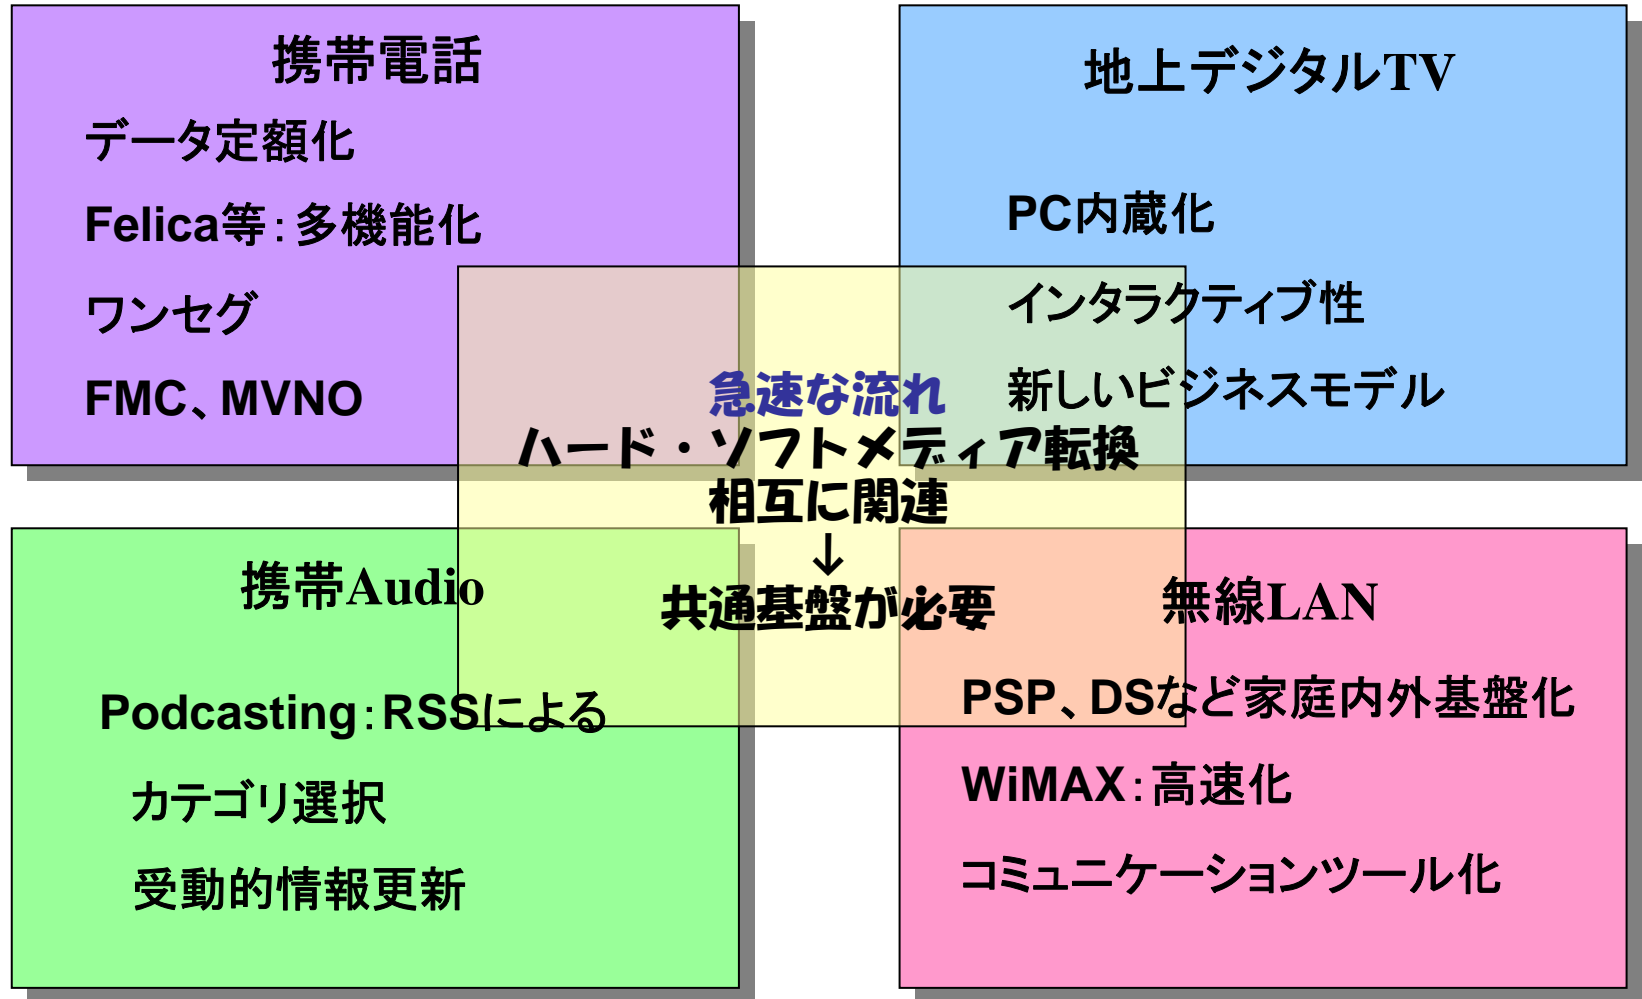 携帯電話
データ定額化
Felica等：多機能化
ワンセグ
FMC、MVNO
地上デジタルTV
PC内蔵化
インタラクティブ性
新しいビジネスモデル
急速な流れ
ハード・ソフトメディア転換
相互に関連
↓
共通基盤が必要
携帯Audio
Podcasting：RSSによる
カテゴリ選択
受動的情報更新
無線LAN
PSP、DSなど家庭内外基盤化
WiMAX：高速化
コミュニケーションツール化